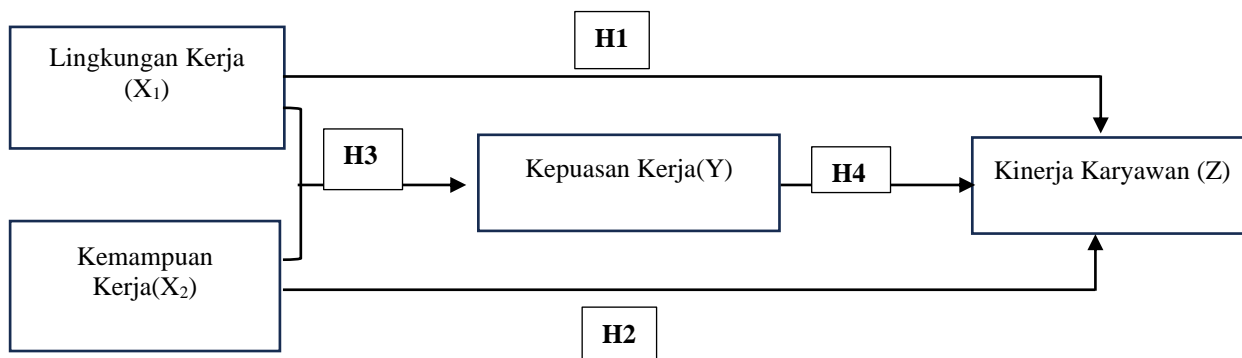 H1
Lingkungan Kerja
(X₁)
H3
Kepuasan Kerja(Y)
H4
Kinerja Karyawan (Z)
Kemampuan
Kerja(X₂)
H2